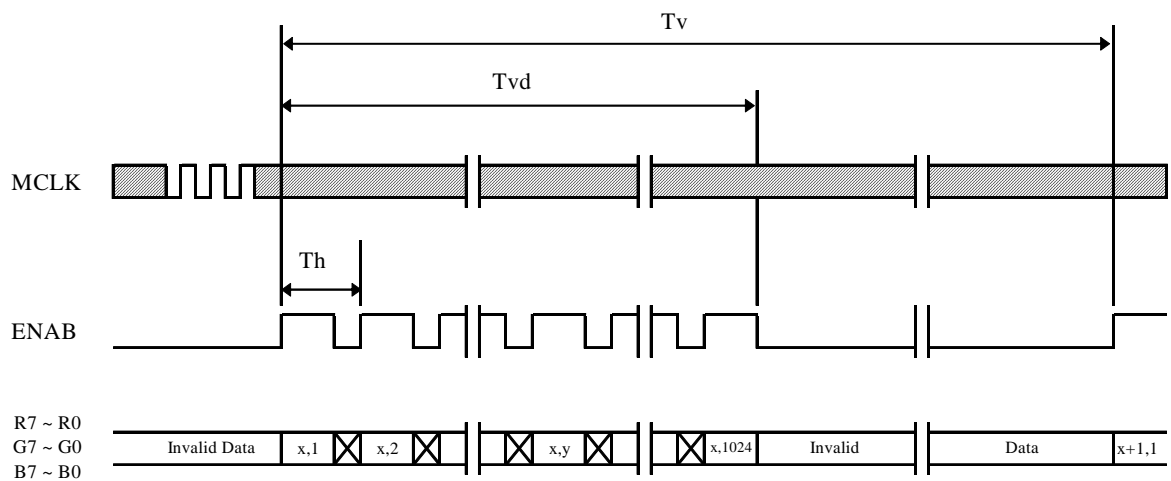 Tv
Tvd
MCLK
Th
ENAB
R7 ~ R0
G7 ~ G0
B7 ~ B0
Invalid Data
x,1
x,2
x,y
x,1024
Invalid
Data
x+1,1